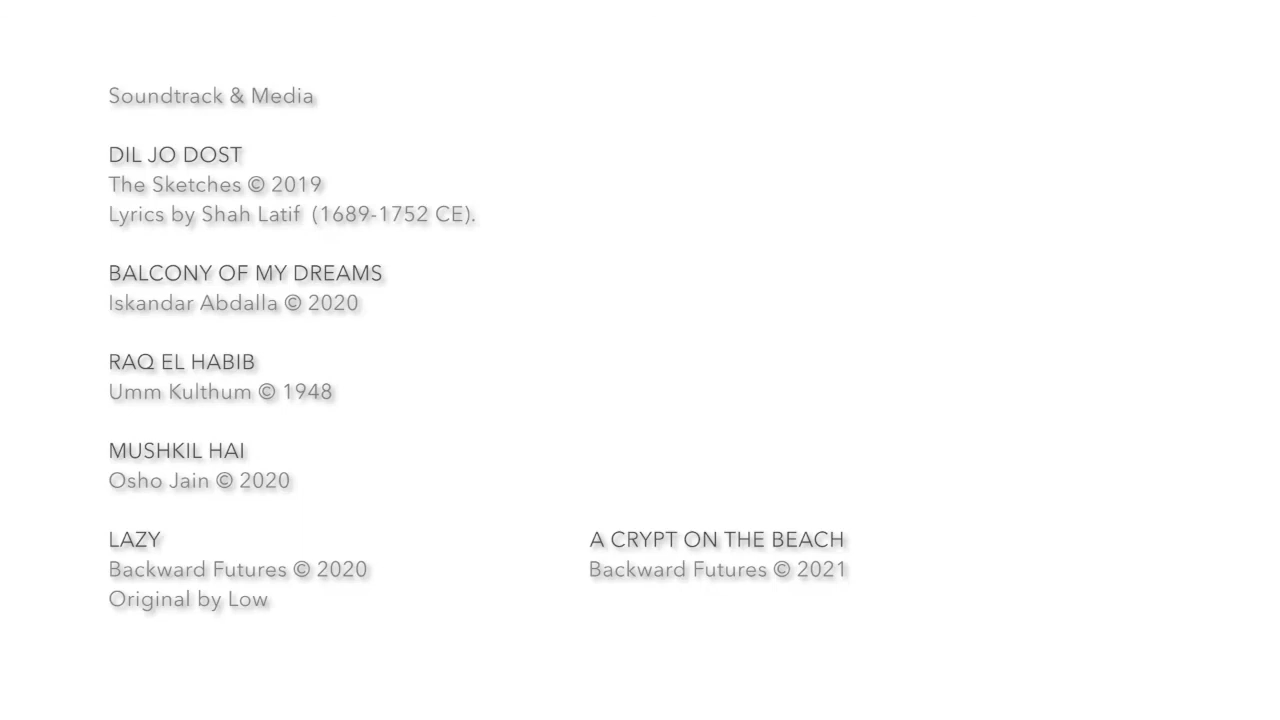 Soundtrack & Media
DIL JO DOST
The Sketches © 2019
Lyrics by Shah Latif (1689-1752 CE).
BALCONY OF MY DREAMS
Iskandar Abdalla © 2020
RAQ EL HABIB
Umm Kulthum © 1948
MUSHKIL HAI
Osho Jain © 2020
LAZY
Backward Futures © 2020
Original by Low
A CRYPT ON THE BEACH
Backward Futures © 2021